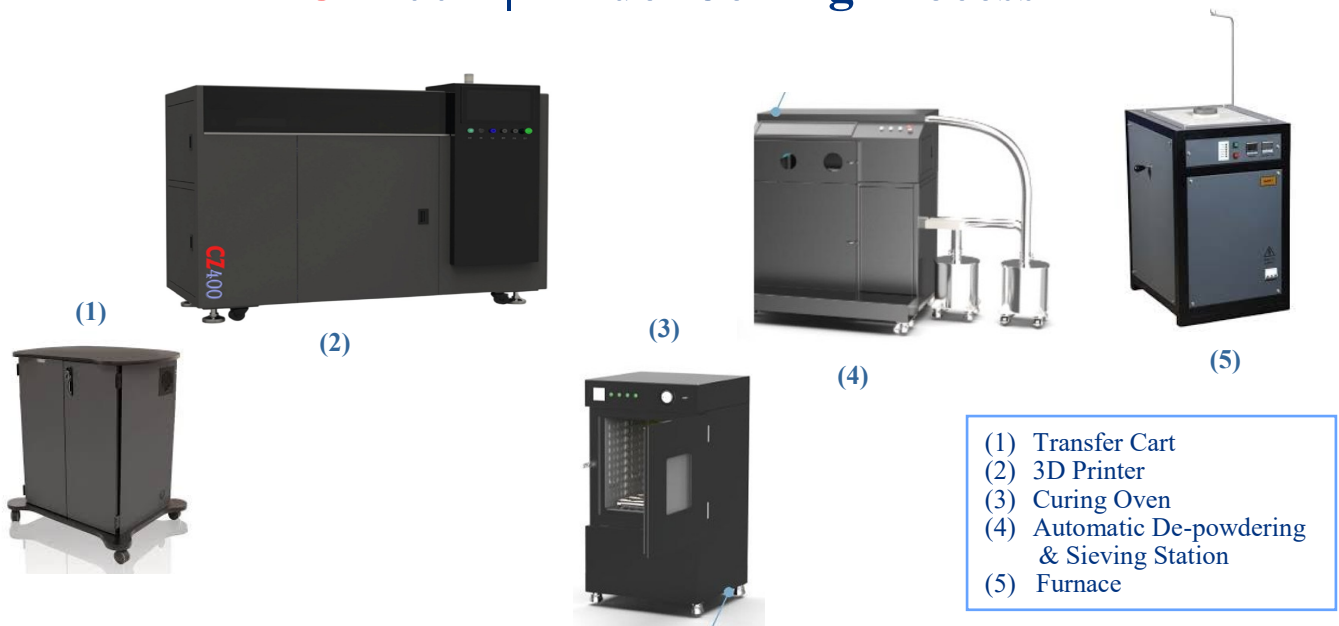 CZ400
(1)
(2)
(3)
(4)
(5)
(1) Transfer Cart
(2) 3D Printer
(3) Curing Oven
(4) Automatic De-powdering
& Sieving Station
(5) Furnace